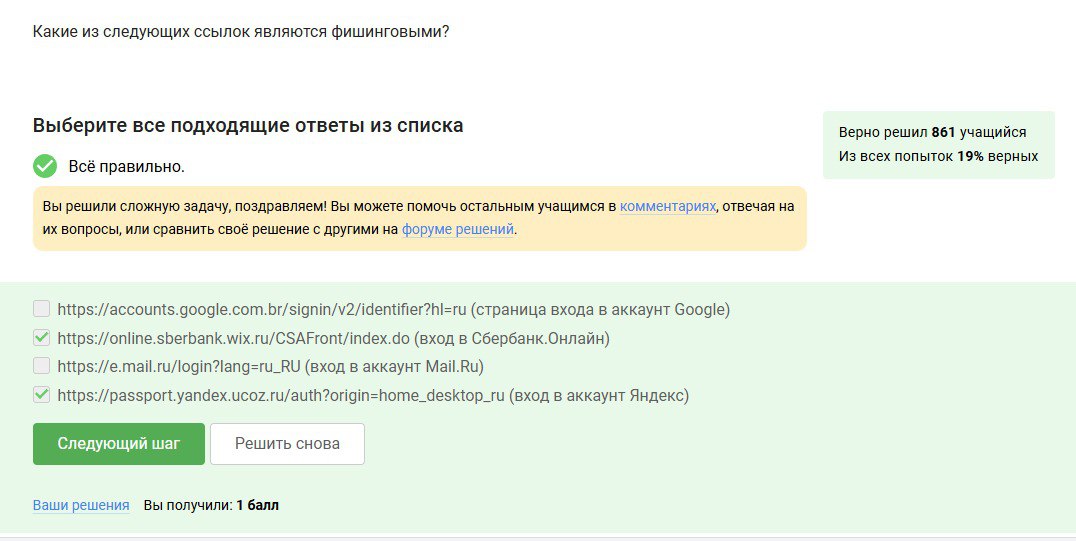 Какие из следующих ссылок являются фишинговыми?
Выберите все подходящие ответы из списка
Всё правильно.
Вы решили сложную задачу, поздравляем! Вы можете помочь остальным учащимся в комментариях, отвечая на
их вопросы, или сравнить своё решение с другими на форуме решений.
Верно решил 861 учащийся
Из всех попыток 19% верных
https://accounts.google.com.br/signin/v2/identifier?hl=ru (страница входа в аккаунт Google)
https://online.sberbank.wix.ru/CSAFront/index.do (вход в Сбербанк.Онлайн)
https://e.mail.ru/login?lang=ru_RU (вход в аккаунт Mail.Ru)
https://passport.yandex.ucoz.ru/auth?origin=home_desktop_ru (вход в аккаунт Яндекс)
Следующий шаг
Решить снова
Ваши решения Вы получили: 1 балл